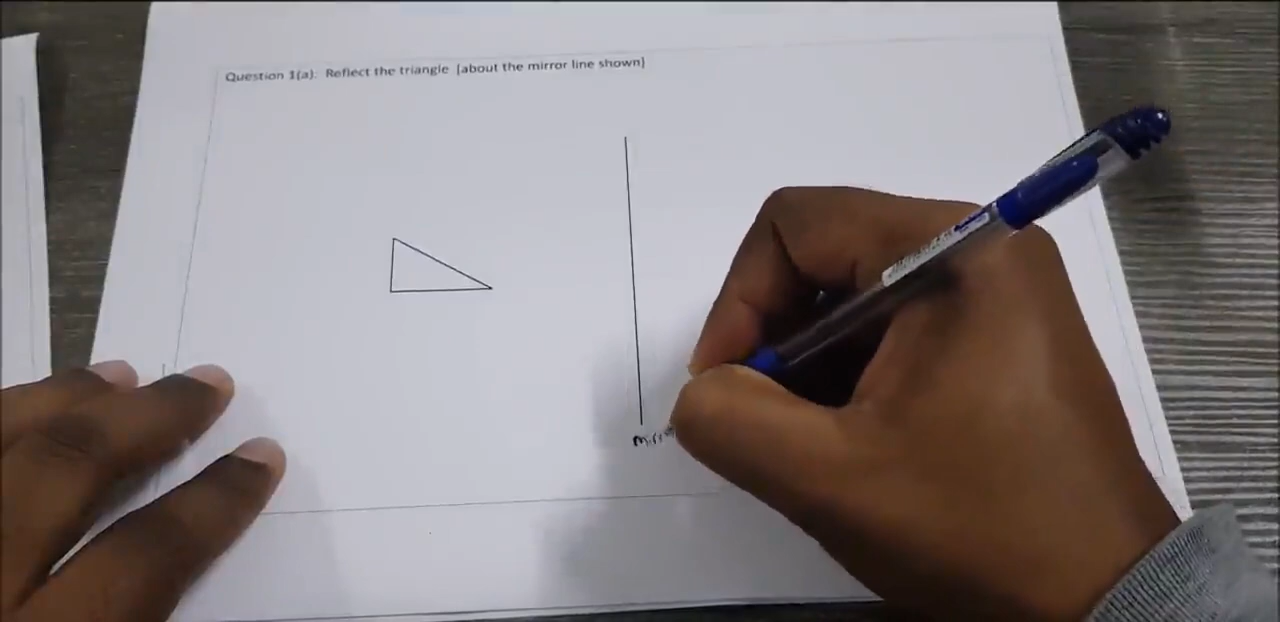 Question 1(a): Reflect the triangle [about the mirror line shown]